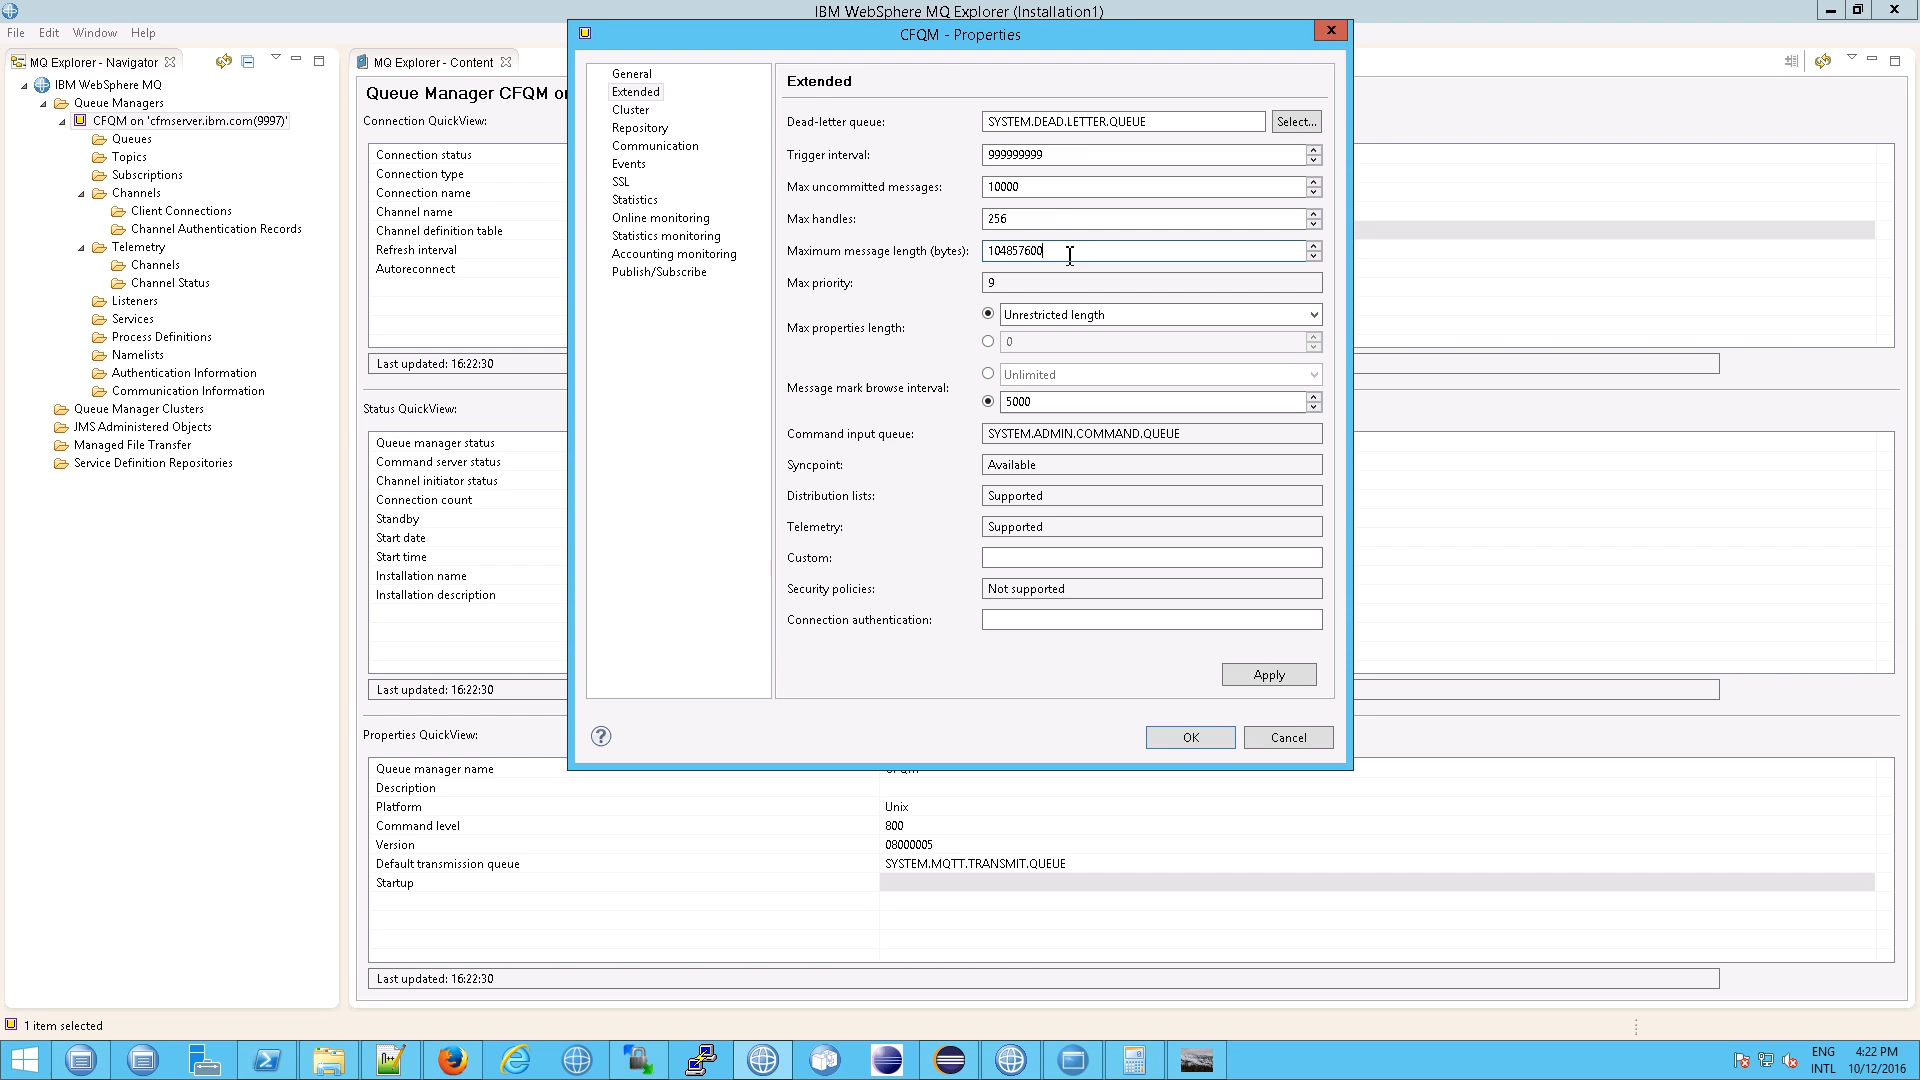 IBM WebSphere MQ Explorer (Installation1)
File Edit Window Help
MQ Explorer - Navigator
IBM WebSphere MQ
Queue Managers
CFQM on 'cfmserver.ibm.com(9997)'
Queues
Topics
Subscriptions
Channels
Client Connections
Channel Authentication Records
Telemetry
Channels
Channel Status
Listeners
Services
Process Definitions
Namelists
Authentication Information
Communication Information
Queue Manager Clusters
JMS Administered Objects
Managed File Transfer
Service Definition Repositories
MQ Explorer - Content
Queue Manager CFQM on
Connection QuickView:
Connection status
Connection type
Connection name
Channel name
Channel definition table
Refresh interval
Autoreconnect
Last updated: 16:22:30
Status QuickView:
Queue manager status
Command server status
Channel initiator status
Connection count
Standby
Start date
Start time
Installation name
Installation description
Last updated: 16:22:30
Properties QuickView:
Queue manager name CFQM
Description
Platform Unix
Command level 800
Version 08000005
Default transmission queue SYSTEM.MQTT.TRANSMIT.QUEUE
Startup
Last updated: 16:22:30
CFQM - Properties
x
General
Extended
Cluster
Repository
Communication
Events
SSL
Statistics
Online monitoring
Statistics monitoring
Accounting monitoring
Publish/Subscribe
Extended
Dead-letter queue: SYSTEM.DEAD.LETTER.QUEUE Select...
Trigger interval: 999999999
Max uncommitted messages: 10000
Max handles: 256
Maximum message length (bytes): 104857600
Max priority: 9
Max properties length: Unrestricted length
0
Message mark browse interval: Unlimited
5000
Command input queue: SYSTEM.ADMIN.COMMAND.QUEUE
Syncpoint: Available
Distribution lists: Supported
Telemetry: Supported
Custom:
Security policies: Not supported
Connection authentication:
Apply
? OK Cancel
1 item selected
ENG 4:22 PM
INTL 10/12/2016